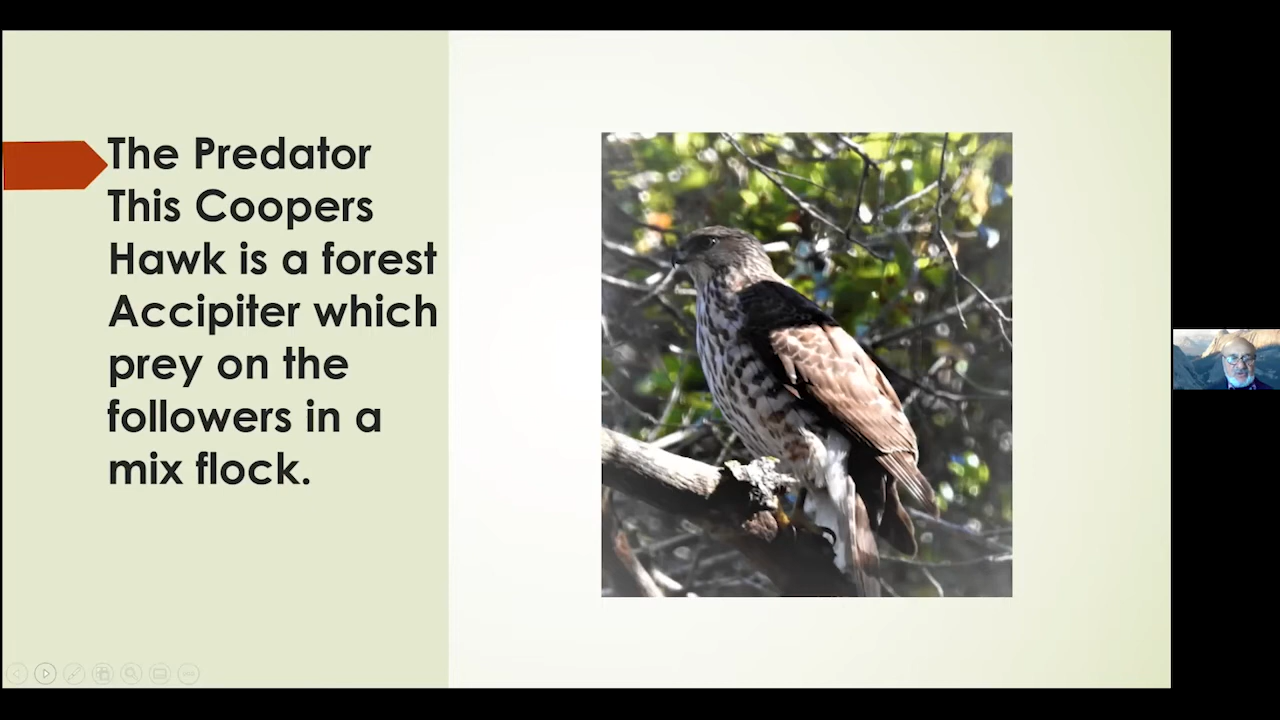 The Predator
This Coopers
Hawk is a forest
Accipiter which
prey on the
followers in a
mix flock.